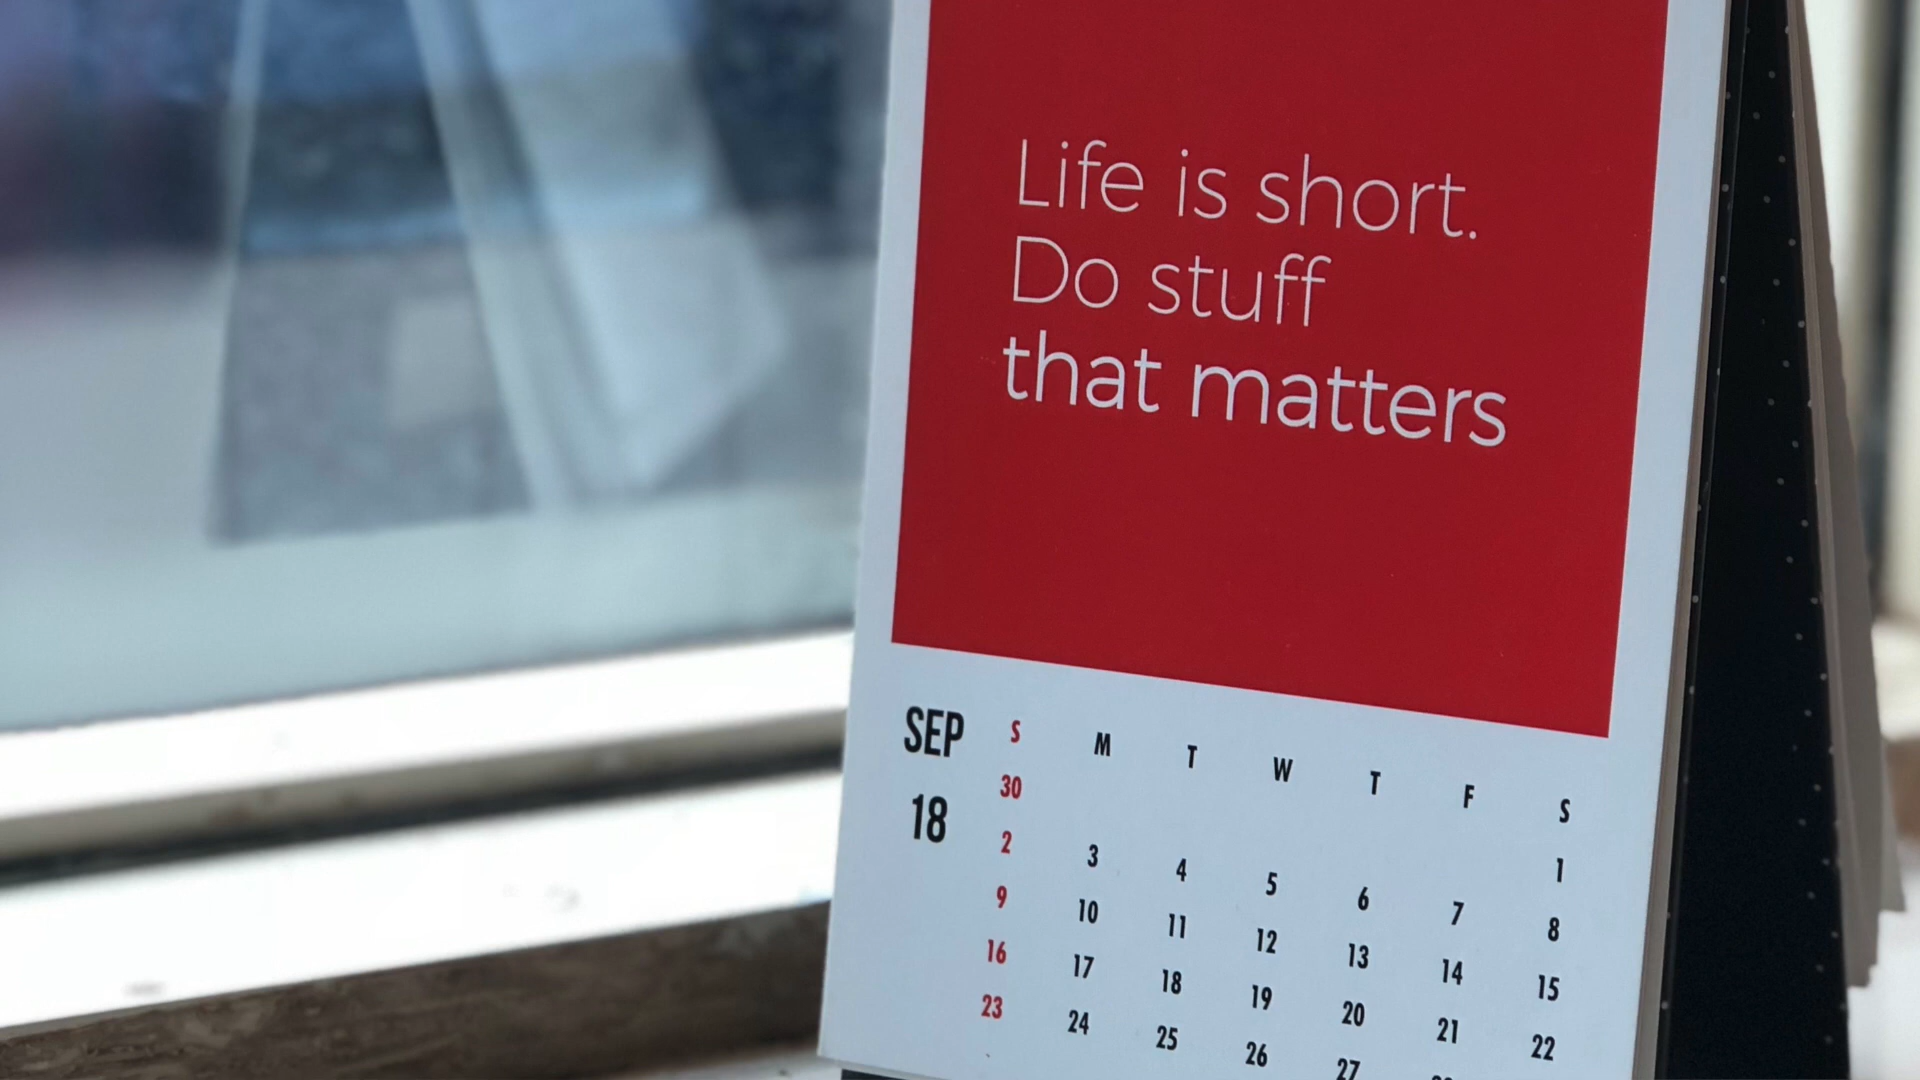 Life is short.
Do stuff
that matters
SEP S M T W T F S
18 30 1
2 3 4 5 6 7 8
9 10 11 12 13 14 15
16 17 18 19 20 21 22
23 24 25 26 27